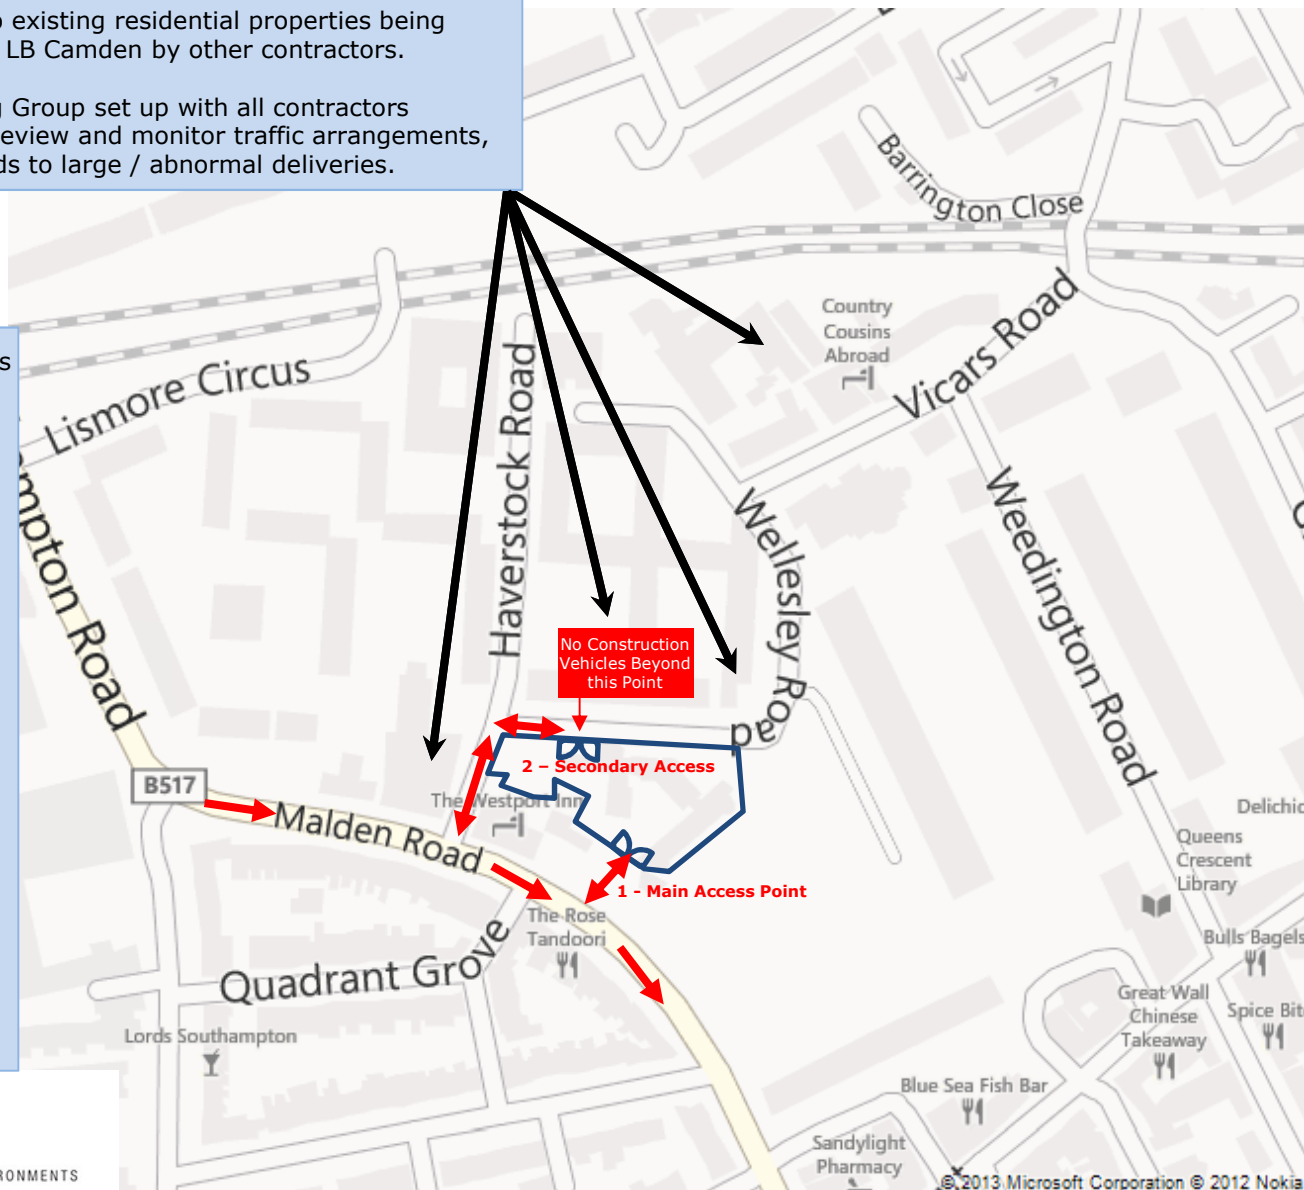 existing residential properties being
LB Camden by other contractors.
Group set up with all contractors
eview and monitor traffic arrangements,
ds to large / abnormal deliveries.
Barrington Close
Country
Cousins
Abroad
Vicars Road
s
Lismore Circus
Haverstock Road
mpton Road
Wellesley Road
Weedington Road
No Construction
Vehicles Beyond
this Point
2 – Secondary Access
B517
The Westport Inn
Malden Road
Delichic
Queens
Crescent
Library
1 - Main Access Point
The Rose
Tandoori
Bulls Bagels
Quadrant Grove
Great Wall
Chinese
Takeaway
Spice Bit
Lords Southampton
Blue Sea Fish Bar
Sandylight
Pharmacy
RONMENTS
© 2013 Microsoft Corporation © 2012 Nokia